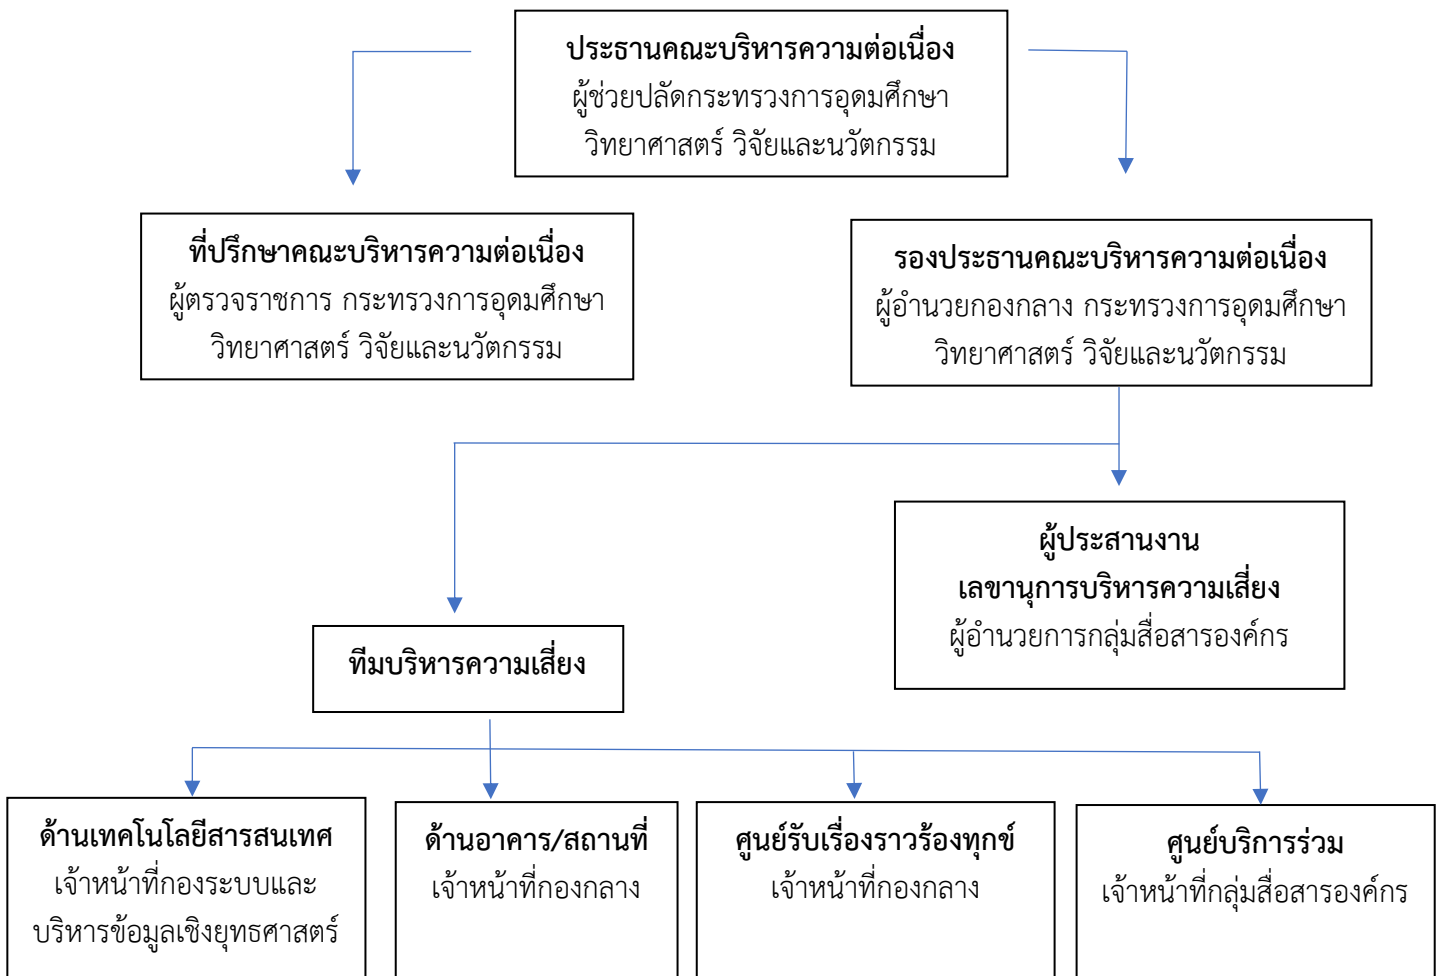 ประธานคณะบริหารความต่อเนื่อง
ผู้ช่วยปลัดกระทรวงการอุดมศึกษา
วิทยาศาสตร์ วิจัยและนวัตกรรม
ที่ปรึกษาคณะบริหารความต่อเนื่อง
ผู้ตรวจราชการ กระทรวงการอุดมศึกษา
วิทยาศาสตร์ วิจัยและนวัตกรรม
รองประธานคณะบริหารความต่อเนื่อง
ผู้อำนวยกองกลาง กระทรวงการอุดมศึกษา
วิทยาศาสตร์ วิจัยและนวัตกรรม
ผู้ประสานงาน
เลขานุการบริหารความเสี่ยง
ผู้อำนวยการกลุ่มสื่อสารองค์กร
ทีมบริหารความเสี่ยง
ด้านเทคโนโลยีสารสนเทศ
เจ้าหน้าที่กองระบบและ
บริหารข้อมูลเชิงยุทธศาสตร์
ด้านอาคาร/สถานที่
เจ้าหน้าที่กองกลาง
ศูนย์รับเรื่องราวร้องทุกข์
เจ้าหน้าที่กองกลาง
ศูนย์บริการร่วม
เจ้าหน้าที่กลุ่มสื่อสารองค์กร